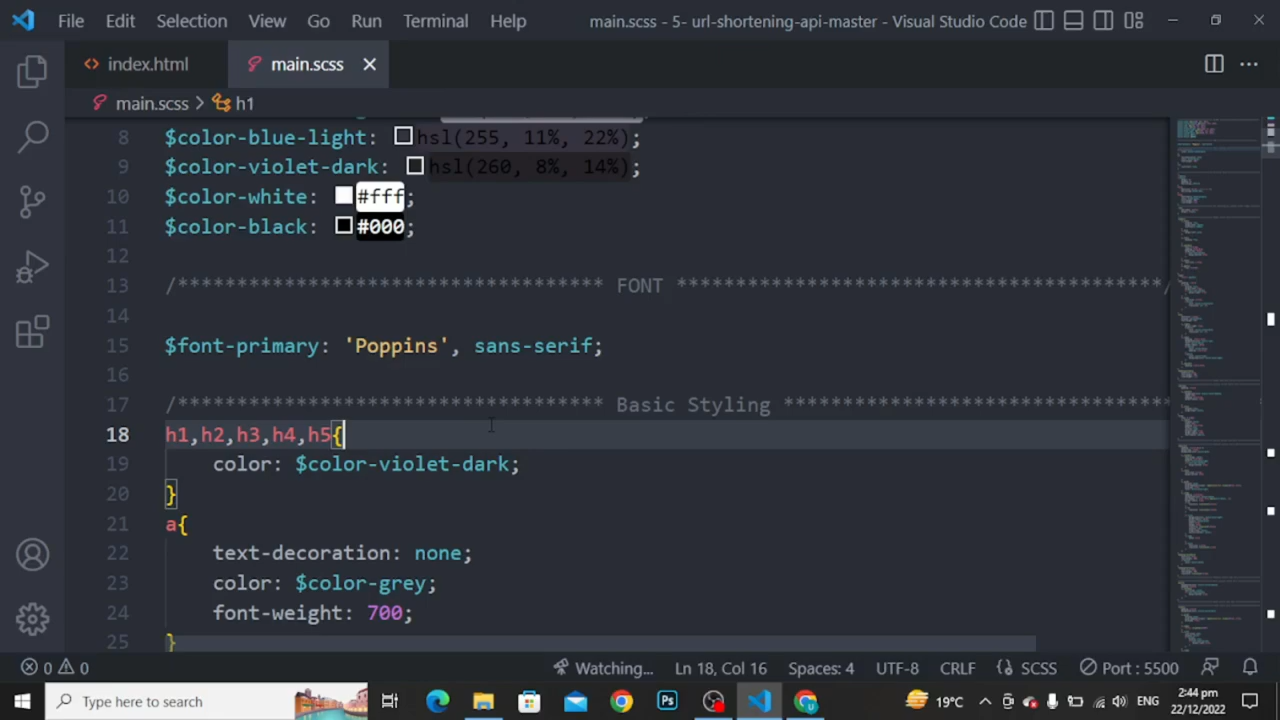 File Edit Selection View Go Run Terminal Help main.scss - 5- url-shortening-api-master - Visual Studio Code
index.html main.scss
main.scss > h1
8 $color-blue-light: hsl(255, 11%, 22%);
9 $color-violet-dark: hsl(260, 8%, 14%);
10 $color-white: #fff;
11 $color-black: #000;
12
13 /************************************ FONT *****************************************/
14
15 $font-primary: 'Poppins', sans-serif;
16
17 /************************************ Basic Styling *********************************
18 h1,h2,h3,h4,h5{
19 color: $color-violet-dark;
20 }
21 a{
22 text-decoration: none;
23 color: $color-grey;
24 font-weight: 700;
25 }
0 0 Watching... Ln 18, Col 16 Spaces: 4 UTF-8 CRLF SCSS Port : 5500
Type here to search Ps 19°C ENG 2:44 pm
22/12/2022